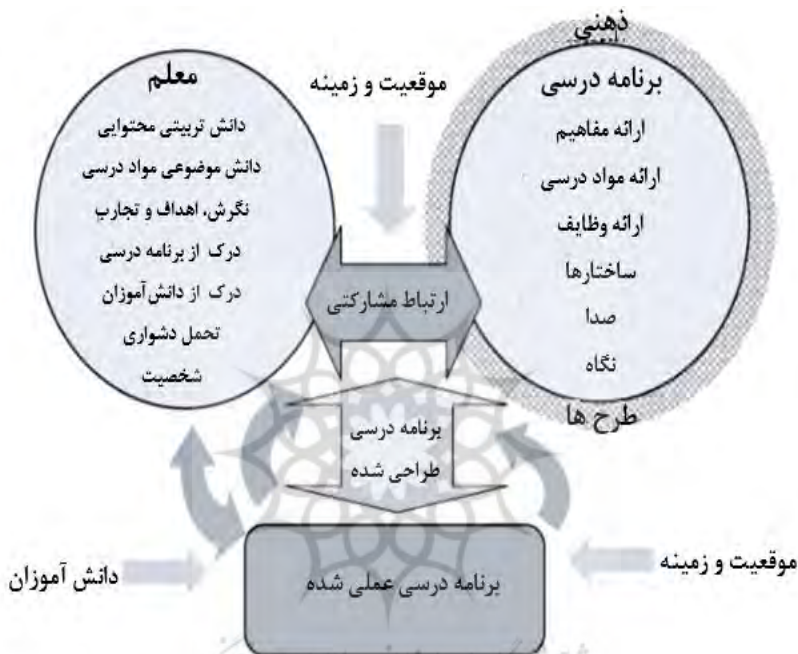 ذهنی
برنامه درسی
ارائه مفاهیم
ارائه مواد درسی
ارائه وظایف
ساختارها
صدا
نگاه
طرح ها
موقعیت و زمینه
معلم
دانش تربیتی محتوایی
دانش موضوعی مواد درسی
نگرش، اهداف و تجارب
درک از برنامه درسی
درک از دانش‌آموزان
تحمل دشواری
شخصیت
ارتباط مشارکتی
برنامه درسی
طراحی شده
موقعیت و زمینه
برنامه درسی عملی شده
دانش آموزان